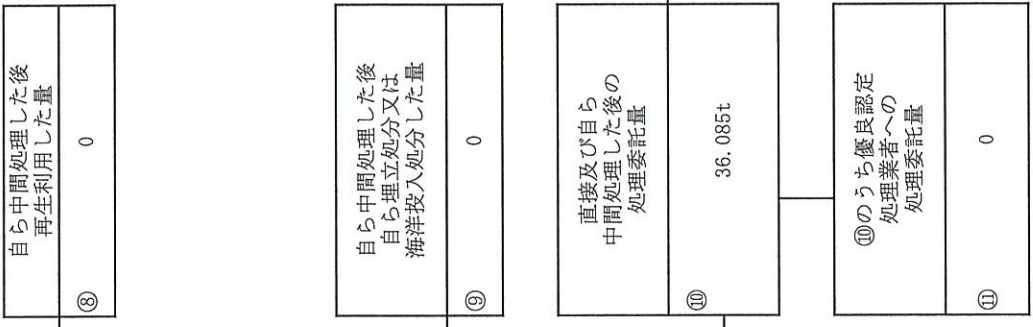 自ら中間処理した後
再生利用した量
⑧
0
自ら中間処理した後
自ら埋立処分又は
海洋投入処分した量
⑨
0
直接及び自ら
中間処理した後の
処理委託量
⑩
36.085t
⑩のうち優良認定
処理業者への
処理委託量
⑪
0